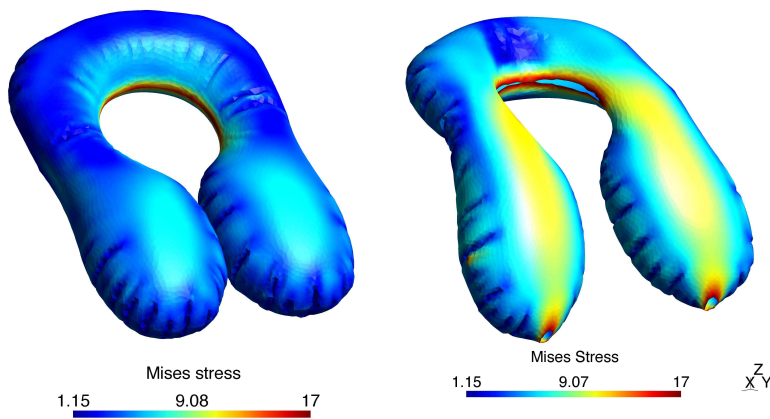 Mises stress
1.15 9.08 17
Mises Stress
1.15 9.07 17
Z
X Y